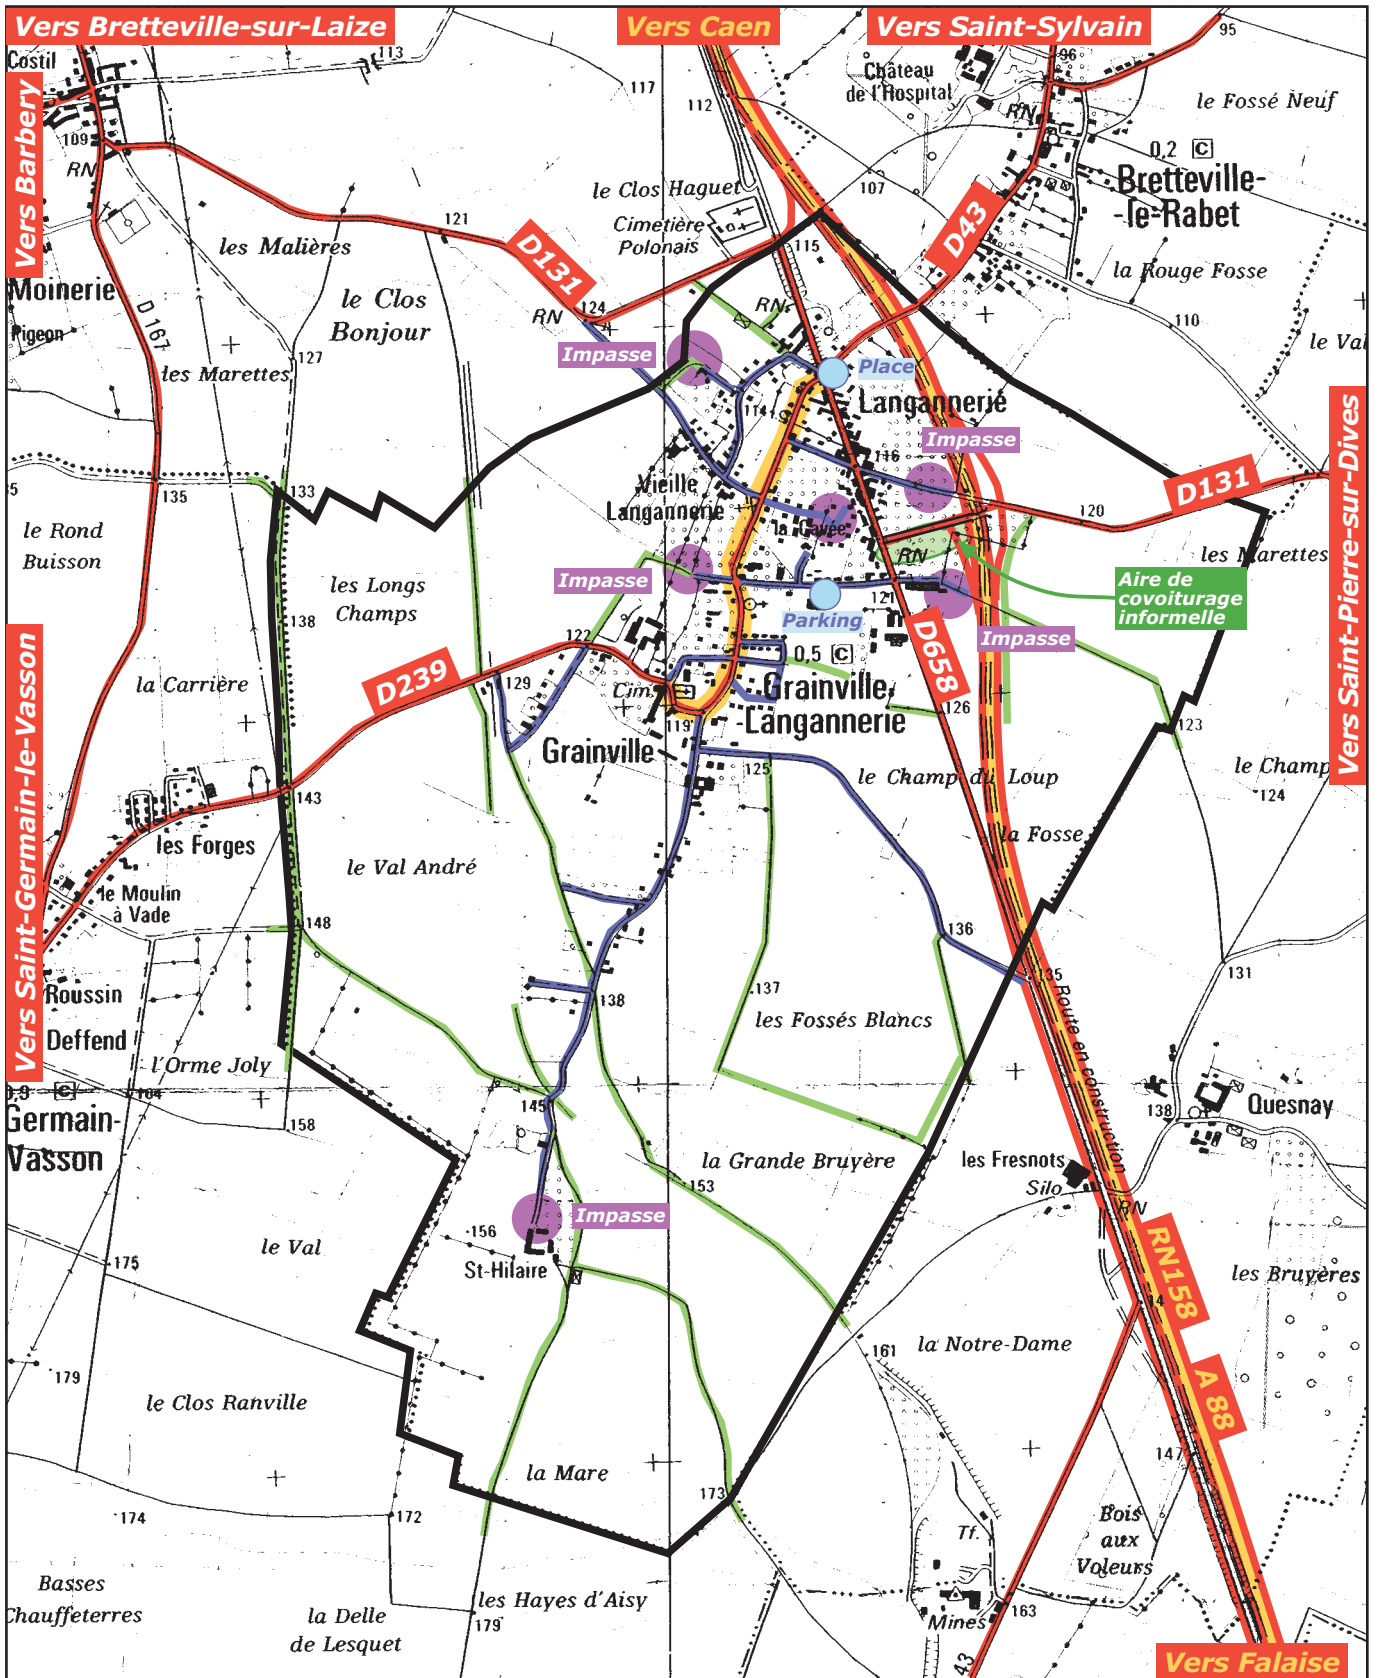 Vers Bretteville-sur-Laize
Vers Caen
Vers Saint-Sylvain
Costil
113
117
112
Château
de l'Hospital
96
95
le Fossé Neuf
RN
Vers Barbery
109
RN
0,2 C
Bretteville-
-le-Rabet
107
le Clos Haguet
Cimetière
Polonais
121
les Malières
D131
115
D43
la Rouge Fosse
Moinerie
Pigeon
D 167
le Clos
Bonjour
124
RN
RN
110
le Val
127
les Marettes
Impasse
Place
Langannerie
114
Impasse
116
Vers Saint-Pierre-sur-Dives
135
133
Vieille
Langannerie
la Cavée
120
D131
le Rond
Buisson
les Longs
Champs
RN
les Marettes
Impasse
Aire de
covoiturage
informelle
138
121
Parking
Impasse
122
0,5 C
D658
Vers Saint-Germain-le-Vasson
la Carrière
D239
129
Cim.
Grainville-
-Langannerie
126
119
123
Grainville
125
le Champ du Loup
le Champ
124
143
la Fosse
les Forges
le Val André
le Moulin
à Vade
148
136
135
131
Roussin
138
137
les Fossés Blancs
Route en construction
Deffend
l'Orme Joly
C
164
145
138
Quesnay
Germain-
Vasson
158
la Grande Bruyère
les Fresnots
Silo
153
RN
Impasse
156
le Val
175
St-Hilaire
RN158
les Bruyères
14
161
la Notre-Dame
179
A 88
le Clos Ranville
147
la Mare
173
174
172
Tf.
Bois
aux
Voleurs
Basses
Chauffeterres
les Hayes d'Aisy
la Delle
de Lesquet
179
Mines
163
43
Vers Falaise